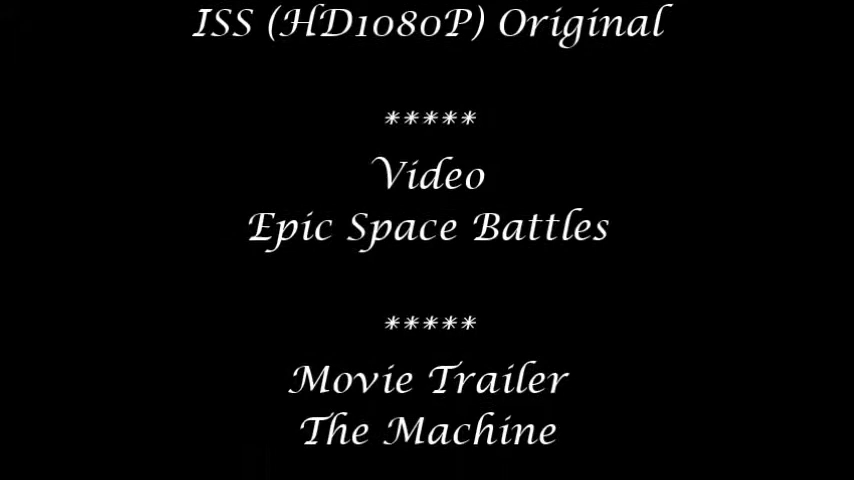 ISS (HD1080P) Original
*****
Video
Epic Space Battles
*****
Movie Trailer
The Machine